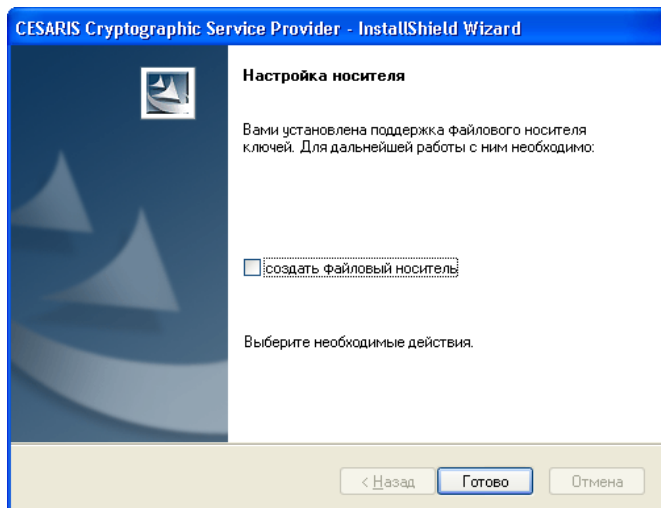 CESARIS Cryptographic Service Provider - InstallShield Wizard
Настройка носителя
Вами установлена поддержка файлового носителя
ключей. Для дальнейшей работы с ним необходимо:
создать файловый носитель
Выберите необходимые действия.
< Назад Готово Отмена